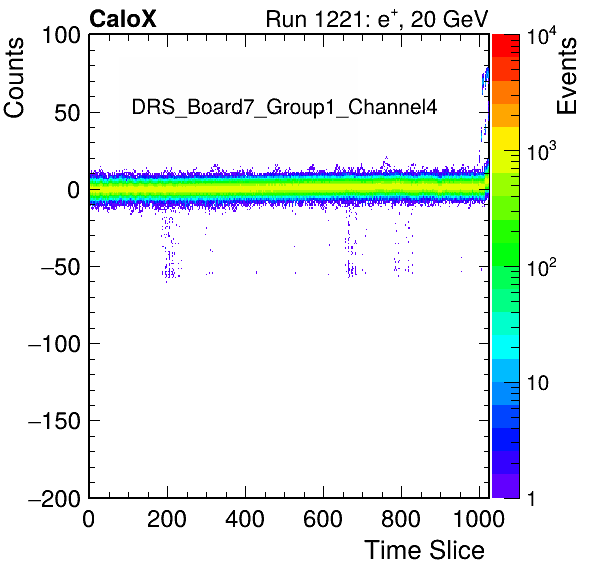 CaloX Run 1221: e+, 20 GeV
Counts
Events
DRS_Board7_Group1_Channel4
100
50
0
−50
−100
−150
−200
0 200 400 600 800 1000
Time Slice
10^4
10^3
10^2
10
1